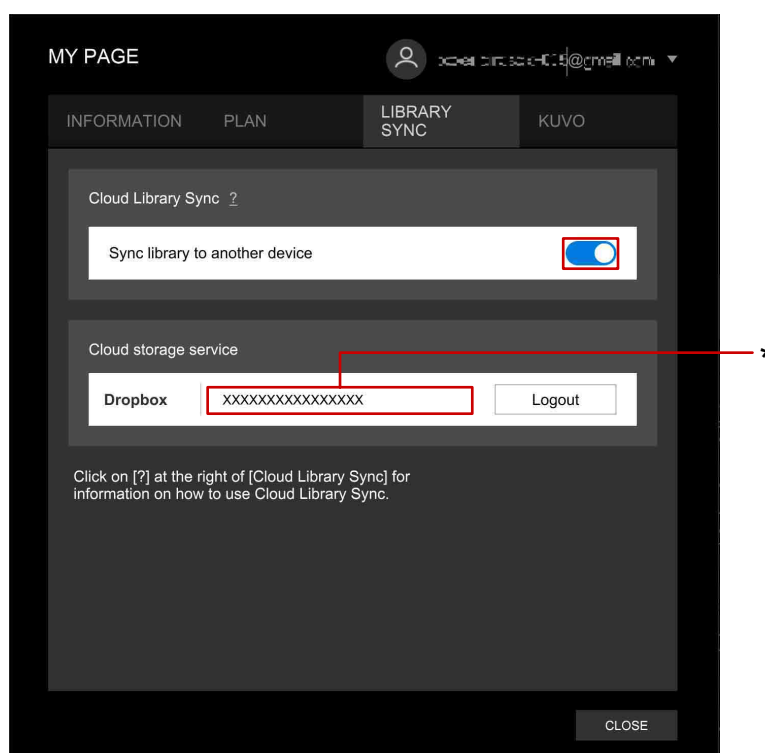 MY PAGE
@gmail.com ▼
INFORMATION PLAN LIBRARY SYNC KUVO
Cloud Library Sync ?
Sync library to another device
Cloud storage service
*
Dropbox XXXXXXXXXXXXXXXX Logout
Click on [?] at the right of [Cloud Library Sync] for
information on how to use Cloud Library Sync.
CLOSE